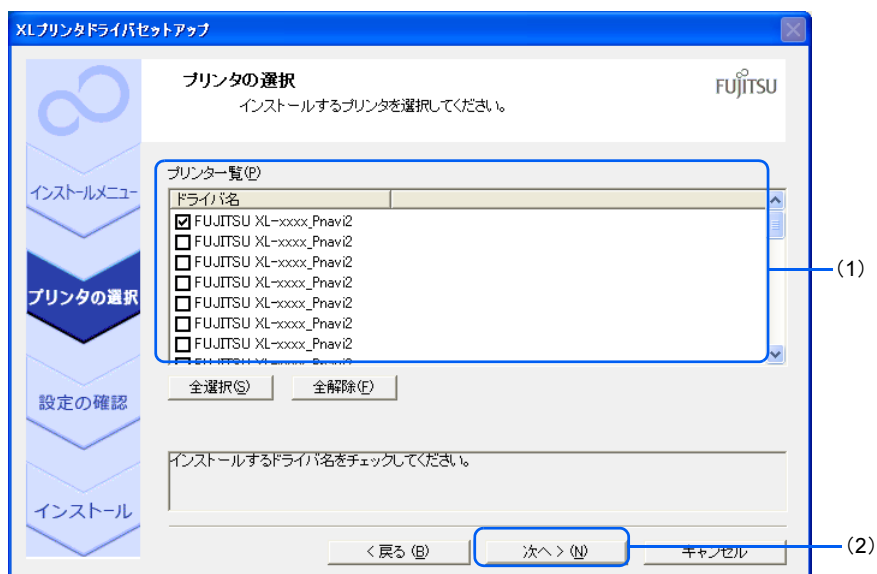 XLプリンタドライバセットアップ
プリンタの選択
インストールするプリンタを選択してください。
FUJITSU
インストールメニュー
プリンタの選択
設定の確認
インストール
プリンター覧(P)
ドライバ名
FUJITSU XL-xxxx_Pnavi2
FUJITSU XL-xxxx_Pnavi2
FUJITSU XL-xxxx_Pnavi2
FUJITSU XL-xxxx_Pnavi2
FUJITSU XL-xxxx_Pnavi2
FUJITSU XL-xxxx_Pnavi2
FUJITSU XL-xxxx_Pnavi2
FUJITSU XL-xxxx_Pnavi2
(1)
全選択(S) 全解除(F)
インストールするドライバ名をチェックしてください。
< 戻る (B) 次へ > (N) キャンセル
(2)